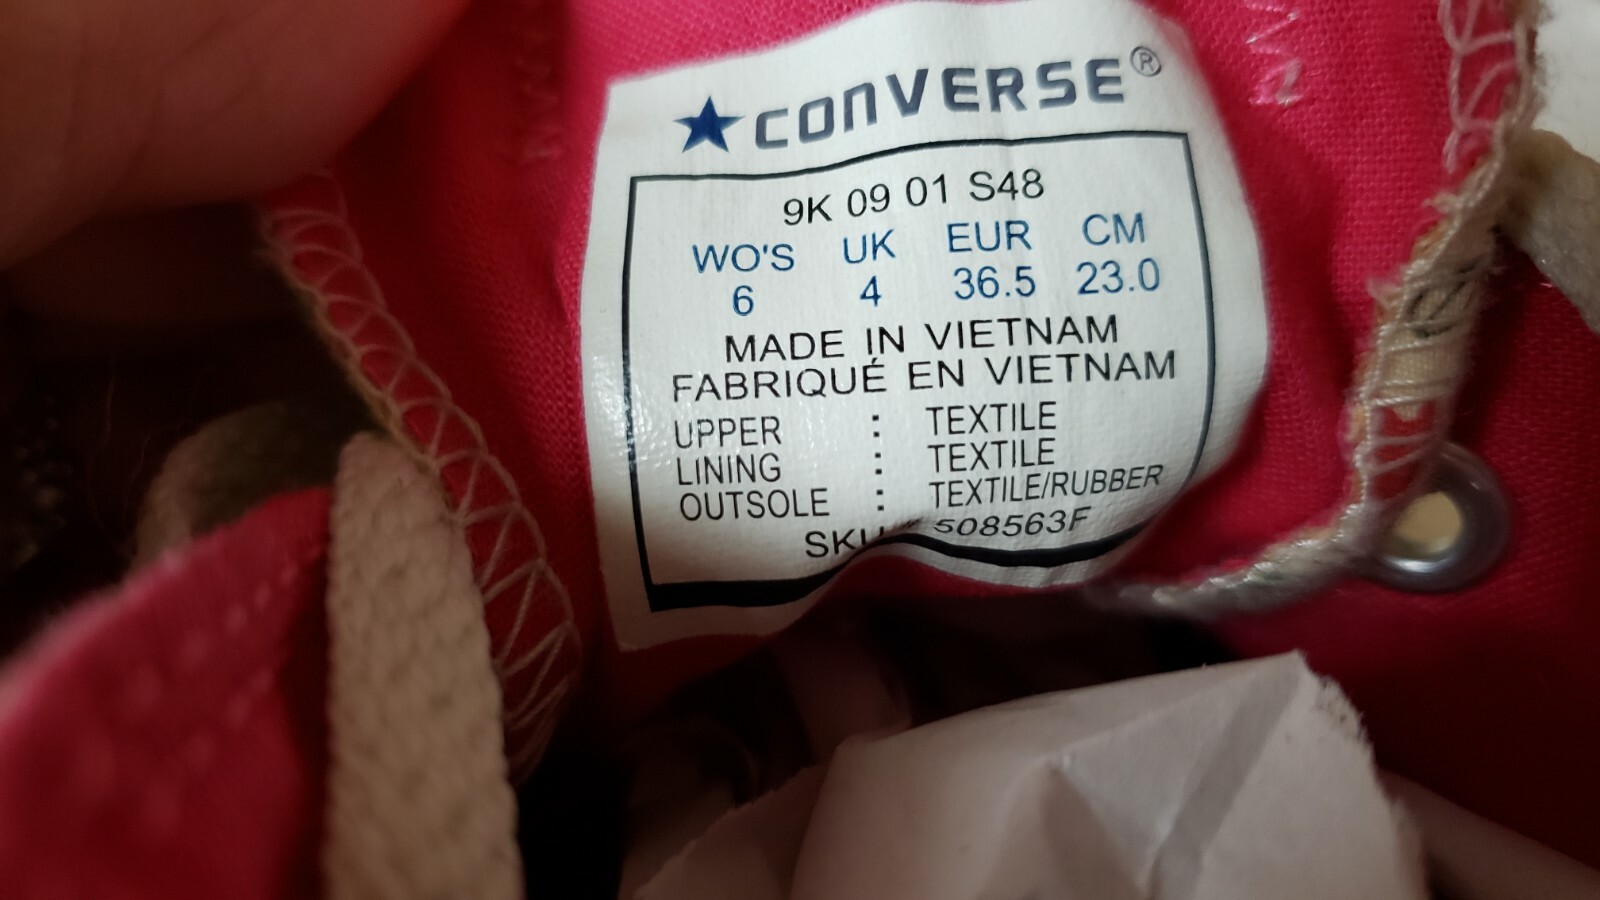 ★CONVERSE®
9K 09 01 S48
WO'S UK EUR CM
6 4 36.5 23.0
MADE IN VIETNAM
FABRIQUÉ EN VIETNAM
UPPER : TEXTILE
LINING : TEXTILE
OUTSOLE : TEXTILE/RUBBER
SKU# 508563F